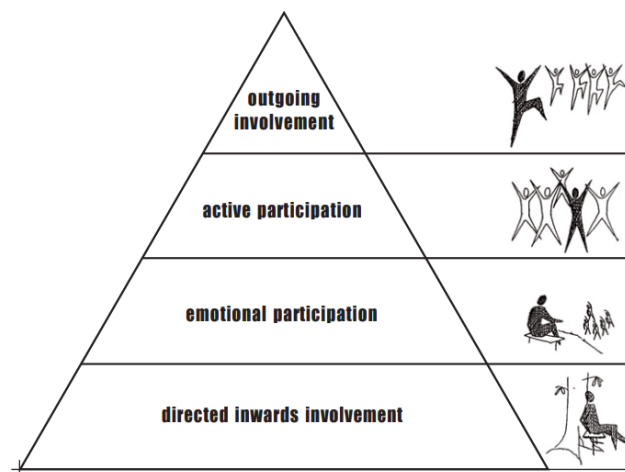 outgoing
involvement
active participation
emotional participation
directed inwards involvement